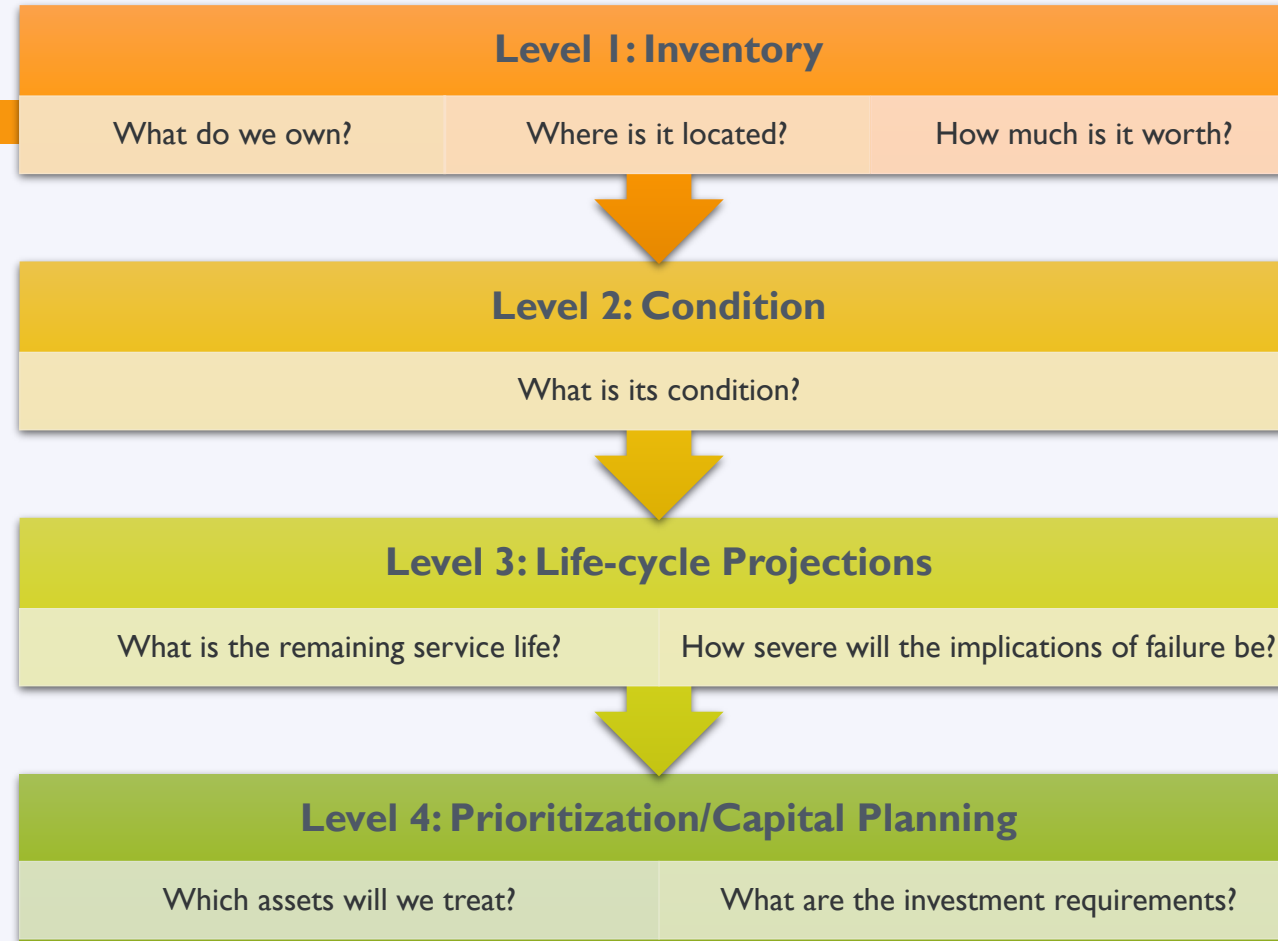 Level 1: Inventory
What do we own?
Where is it located?
How much is it worth?
Level 2: Condition
What is its condition?
Level 3: Life-cycle Projections
What is the remaining service life?
How severe will the implications of failure be?
Level 4: Prioritization/Capital Planning
Which assets will we treat?
What are the investment requirements?